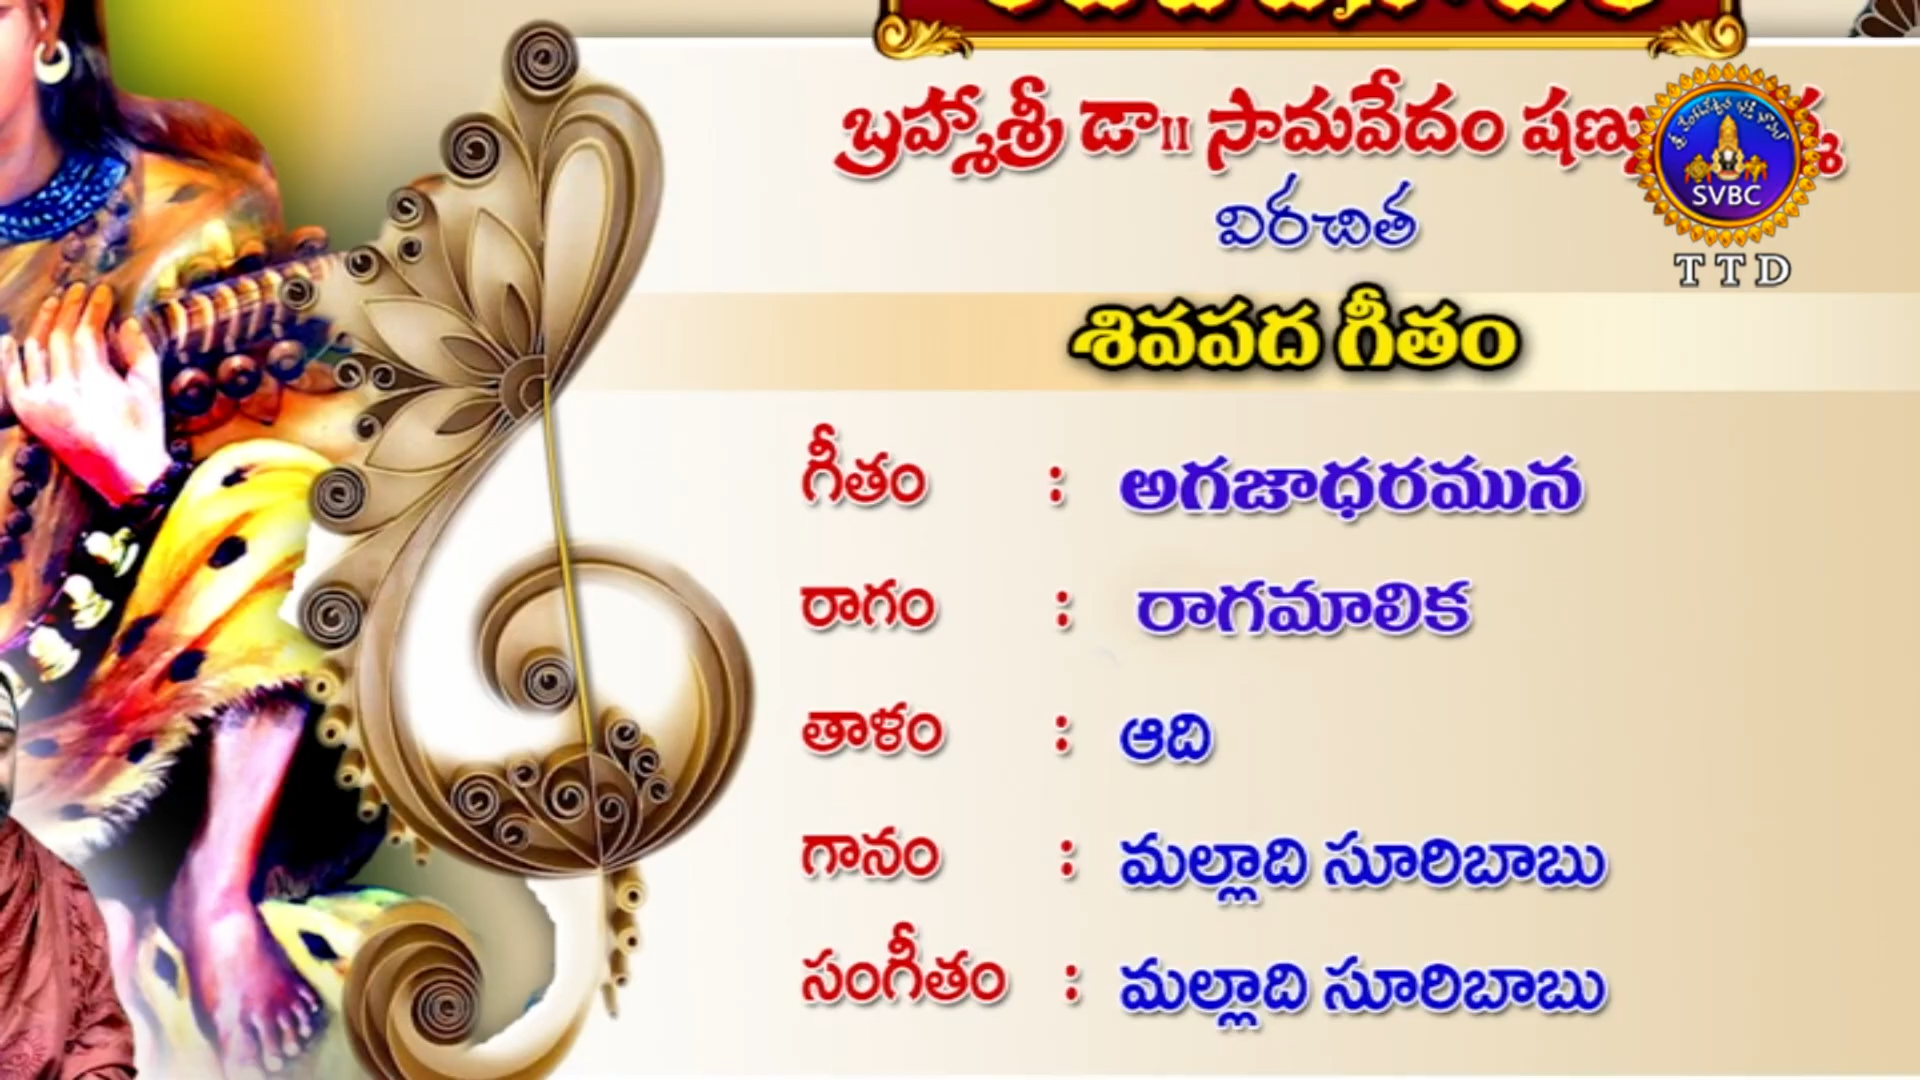 బ్రహ్మశ్రీ డా॥ సామవేదం
విరచిత
SVBC
TTD
శివపద గీతం
గీతం : అగజాధరమున
రాగం : రాగమాలిక
తాళం : ఆది
గానం : మల్లాది సూరిబాబు
సంగీతం : మల్లాది సూరిబాబు